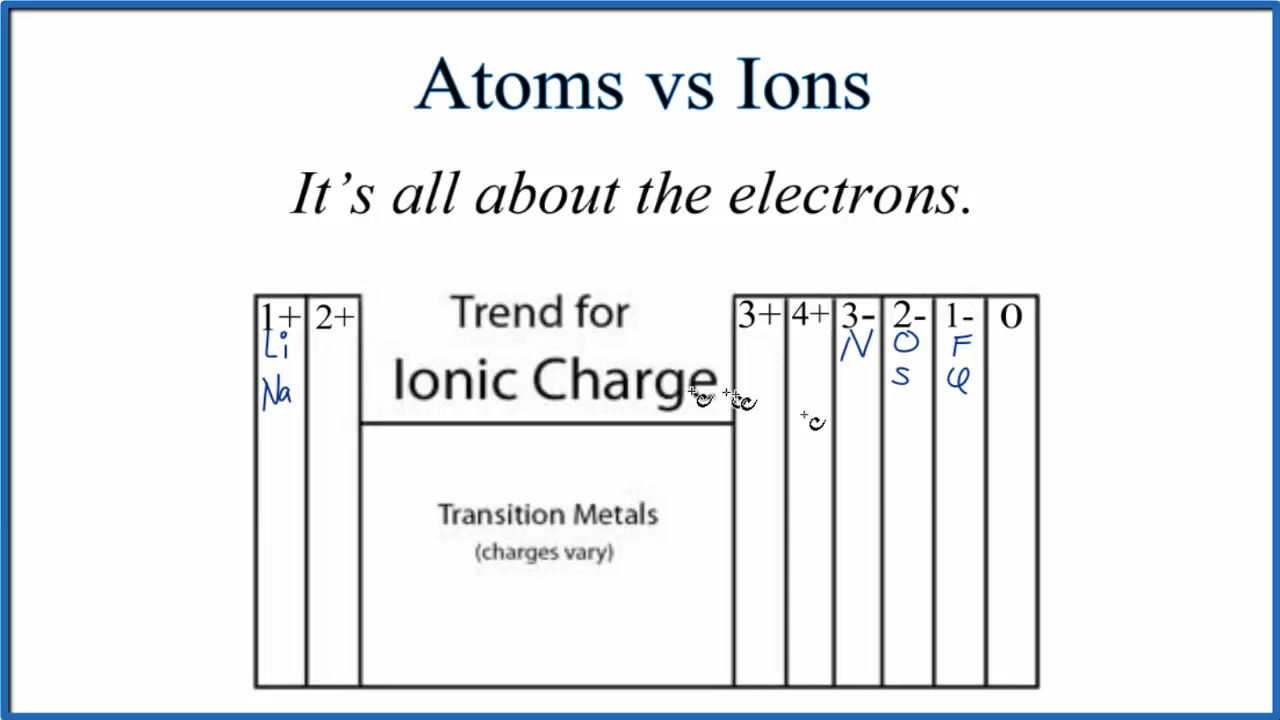 Atoms vs Ions
It’s all about the electrons.
1+ 2+ Trend for 3+ 4+ 3- 2- 1- 0
Li N O F
Ionic Charge
Na S Cl
Transition Metals
(charges vary)